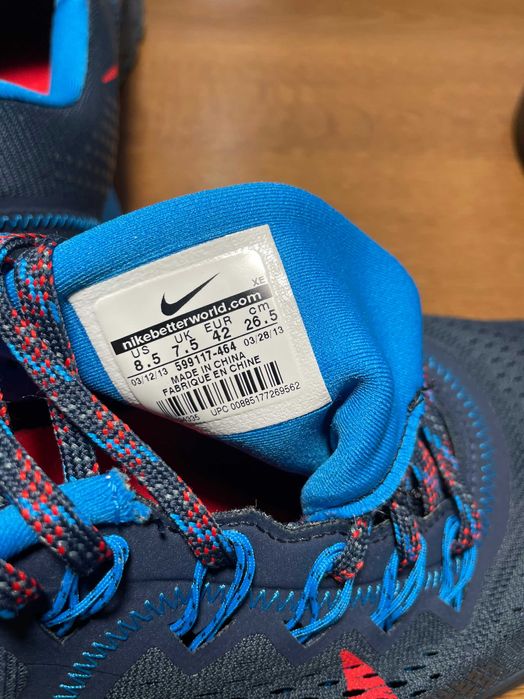 XE
nikebetterworld.com
US UK EUR cm
8.5 7.5 42 26.5
03/12/13 599117-464 03/28/13
MADE IN CHINA
FABRIQUE EN CHINE
UPC 00885177269562